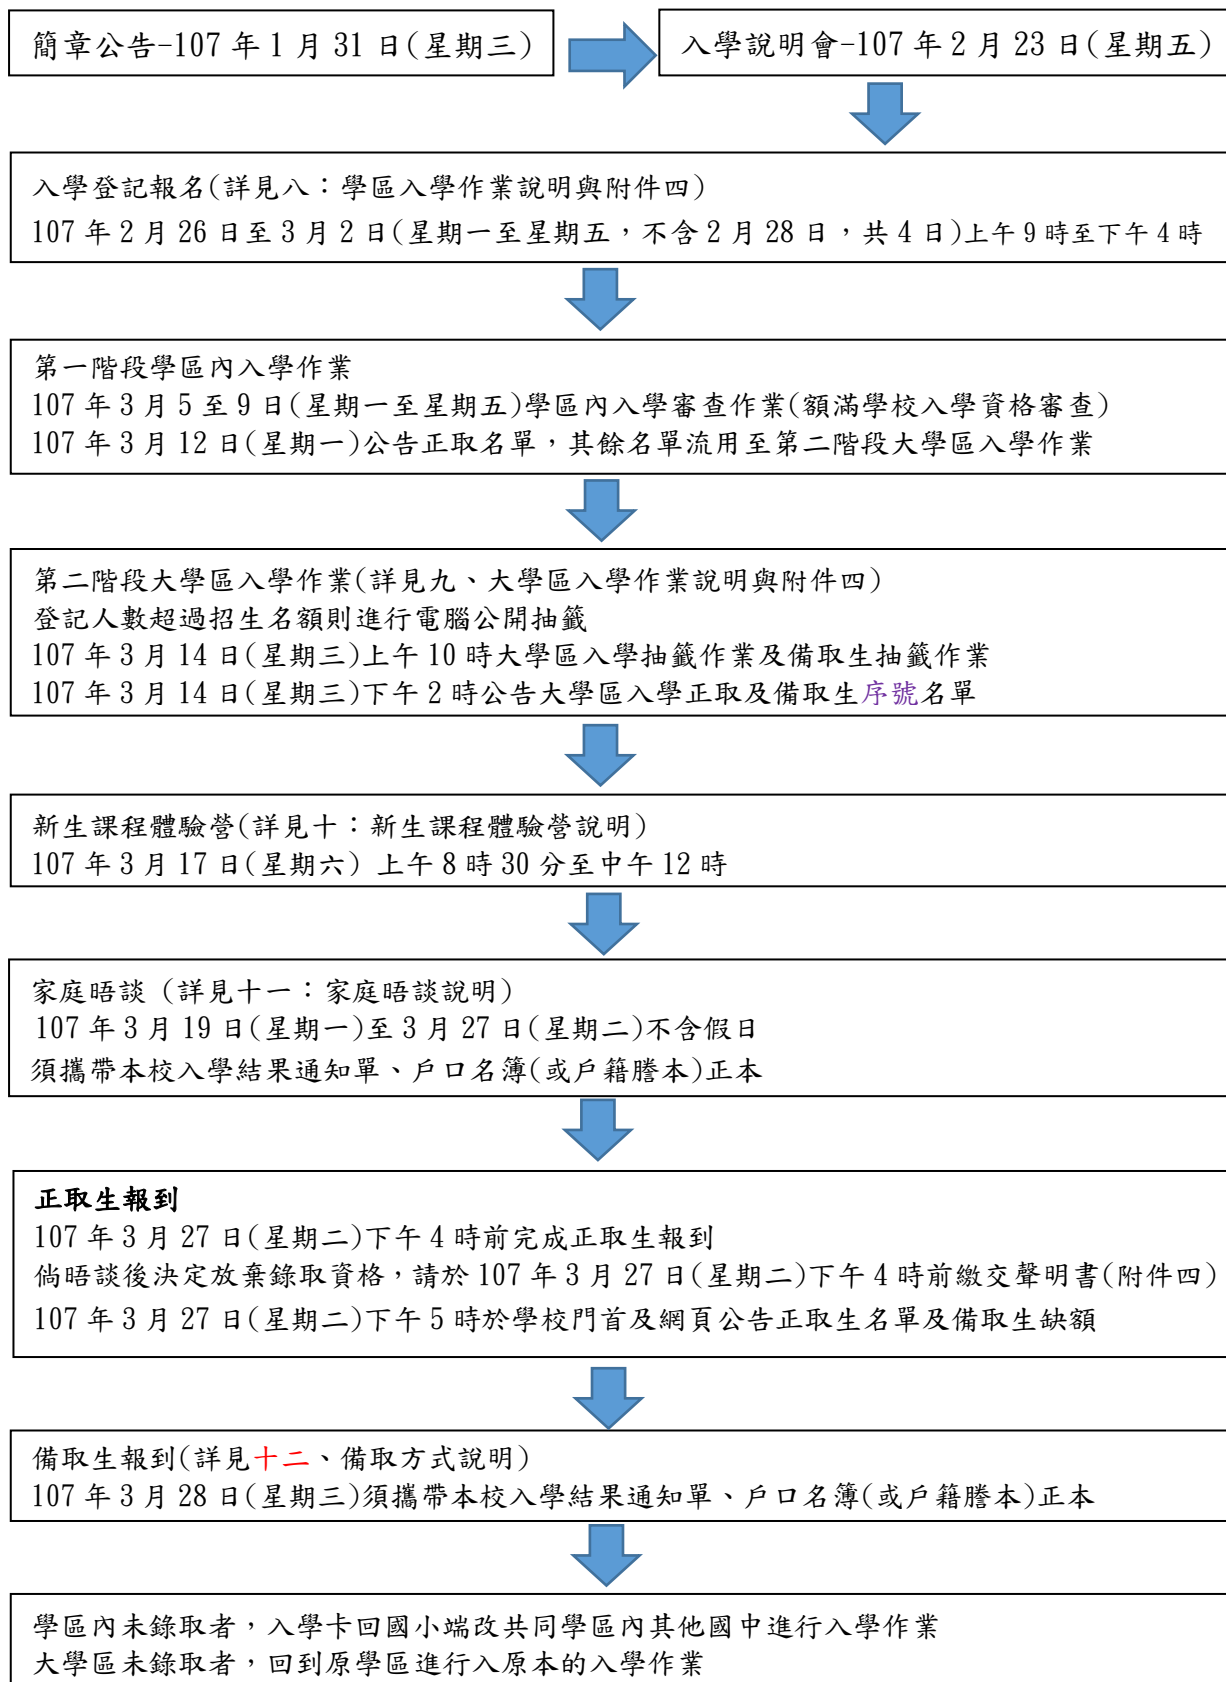 簡章公告-107 年 1 月 31 日(星期三)
入學說明會-107 年 2 月 23 日(星期五)
入學登記報名(詳見八：學區入學作業說明與附件四)
107 年 2 月 26 日至 3 月 2 日(星期一至星期五，不含 2 月 28 日，共 4 日)上午 9 時至下午 4 時
第一階段學區內入學作業
107 年 3 月 5 至 9 日(星期一至星期五)學區內入學審查作業(額滿學校入學資格審查)
107 年 3 月 12 日(星期一)公告正取名單，其餘名單流用至第二階段大學區入學作業
第二階段大學區入學作業(詳見九、大學區入學作業說明與附件四)
登記人數超過招生名額則進行電腦公開抽籤
107 年 3 月 14 日(星期三)上午 10 時大學區入學抽籤作業及備取生抽籤作業
107 年 3 月 14 日(星期三)下午 2 時公告大學區入學正取及備取生序號名單
新生課程體驗營(詳見十：新生課程體驗營說明)
107 年 3 月 17 日(星期六) 上午 8 時 30 分至中午 12 時
家庭晤談 (詳見十一：家庭晤談說明)
107 年 3 月 19 日(星期一)至 3 月 27 日(星期二)不含假日
須攜帶本校入學結果通知單、戶口名簿(或戶籍謄本)正本
正取生報到
107 年 3 月 27 日(星期二)下午 4 時前完成正取生報到
倘晤談後決定放棄錄取資格，請於 107 年 3 月 27 日(星期二)下午 4 時前繳交聲明書(附件四)
107 年 3 月 27 日(星期二)下午 5 時於學校門首及網頁公告正取生名單及備取生缺額
備取生報到(詳見十二、備取方式說明)
107 年 3 月 28 日(星期三)須攜帶本校入學結果通知單、戶口名簿(或戶籍謄本)正本
學區內未錄取者，入學卡回國小端改共同學區內其他國中進行入學作業
大學區未錄取者，回到原學區進行入原本的入學作業